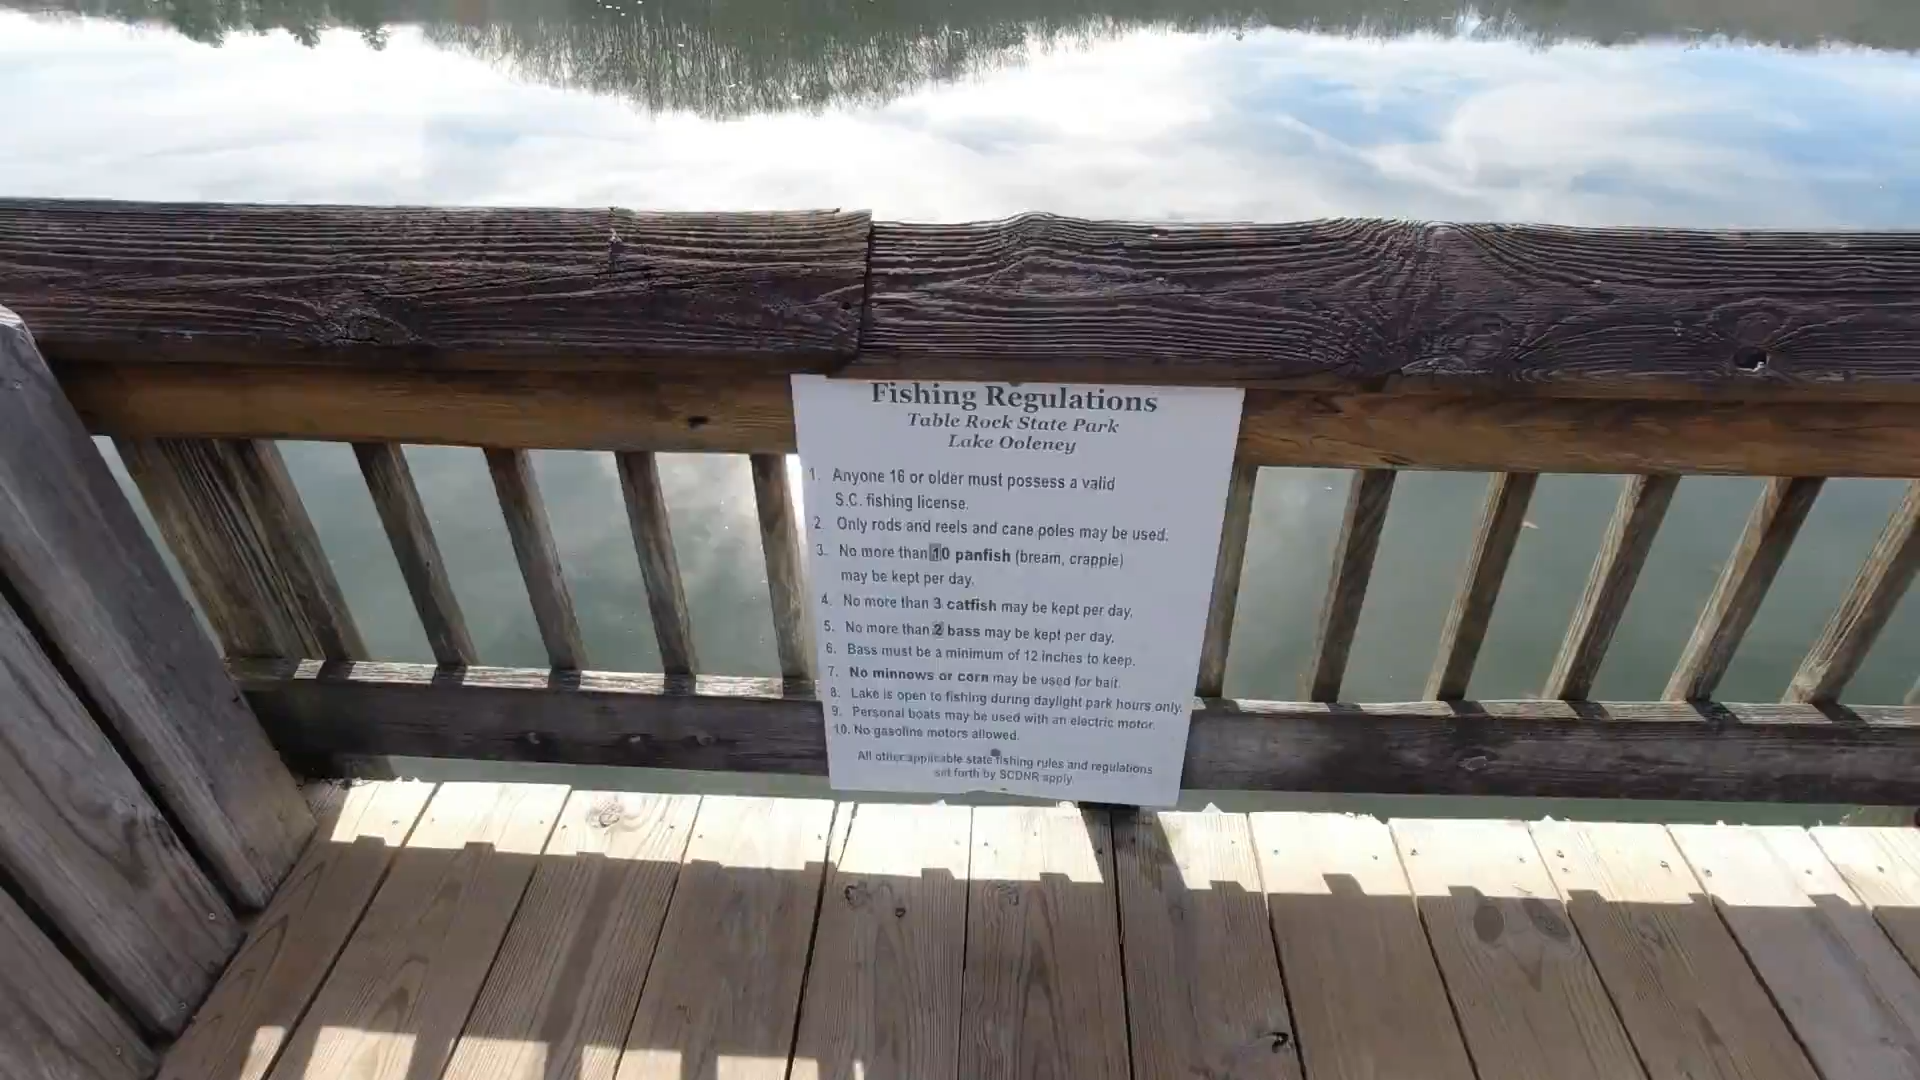 Fishing Regulations
Table Rock State Park
Lake Oolenoy
1. Anyone 16 or older must possess a valid
S.C. fishing license.
2. Only rods and reels and cane poles may be used.
3. No more than 10 panfish (bream, crappie)
may be kept per day.
4. No more than 3 catfish may be kept per day.
5. No more than 2 bass may be kept per day.
6. Bass must be a minimum of 12 inches to keep.
7. No minnows or corn may be used for bait.
8. Lake is open to fishing during daylight park hours only.
9. Personal boats may be used with an electric motor.
10. No gasoline motors allowed.
All other applicable state fishing rules and regulations
set forth by SCDNR apply.